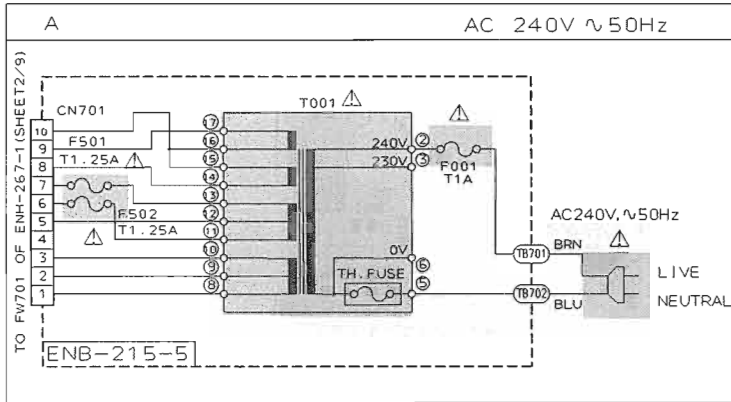 A
AC 240V ∿ 50Hz
TO FW701 OF ENH-267-1(SHEET2/9)
CN701
10
9
8
7
6
5
4
3
2
1
F501
T1.25A ⚠
F502
T1.25A
⚠
T001 ⚠
⑰
⑯
⑮
⑭
⑬
⑫
⑪
⑩
⑨
⑧
240V ②
230V ③
0V
⑥
⑤
TH.FUSE
⚠
F001
T1A
AC240V,∿50Hz
⚠
TB701
BRN
LIVE
TB702
BLU
NEUTRAL
ENB-215-5